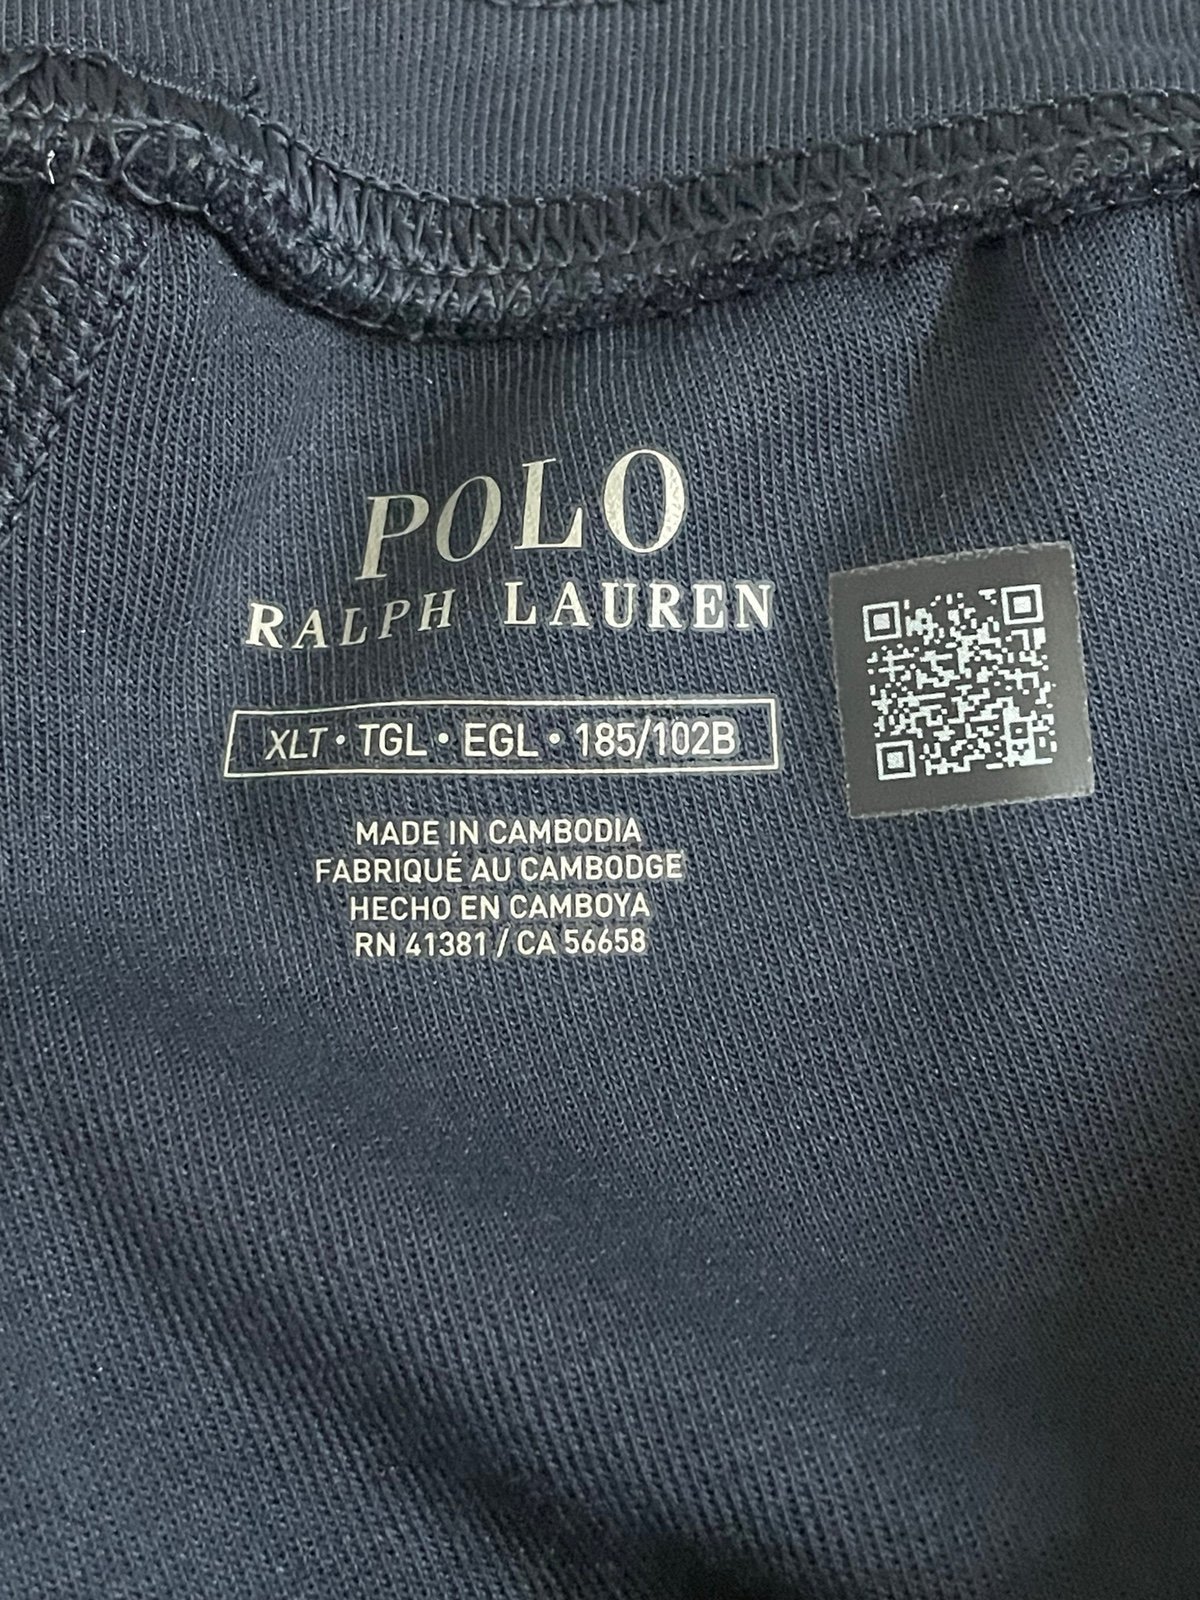 POLO
RALPH LAUREN
XLT • TGL • EGL • 185/102B
MADE IN CAMBODIA
FABRIQUÉ AU CAMBODGE
HECHO EN CAMBOYA
RN 41381 / CA 56658